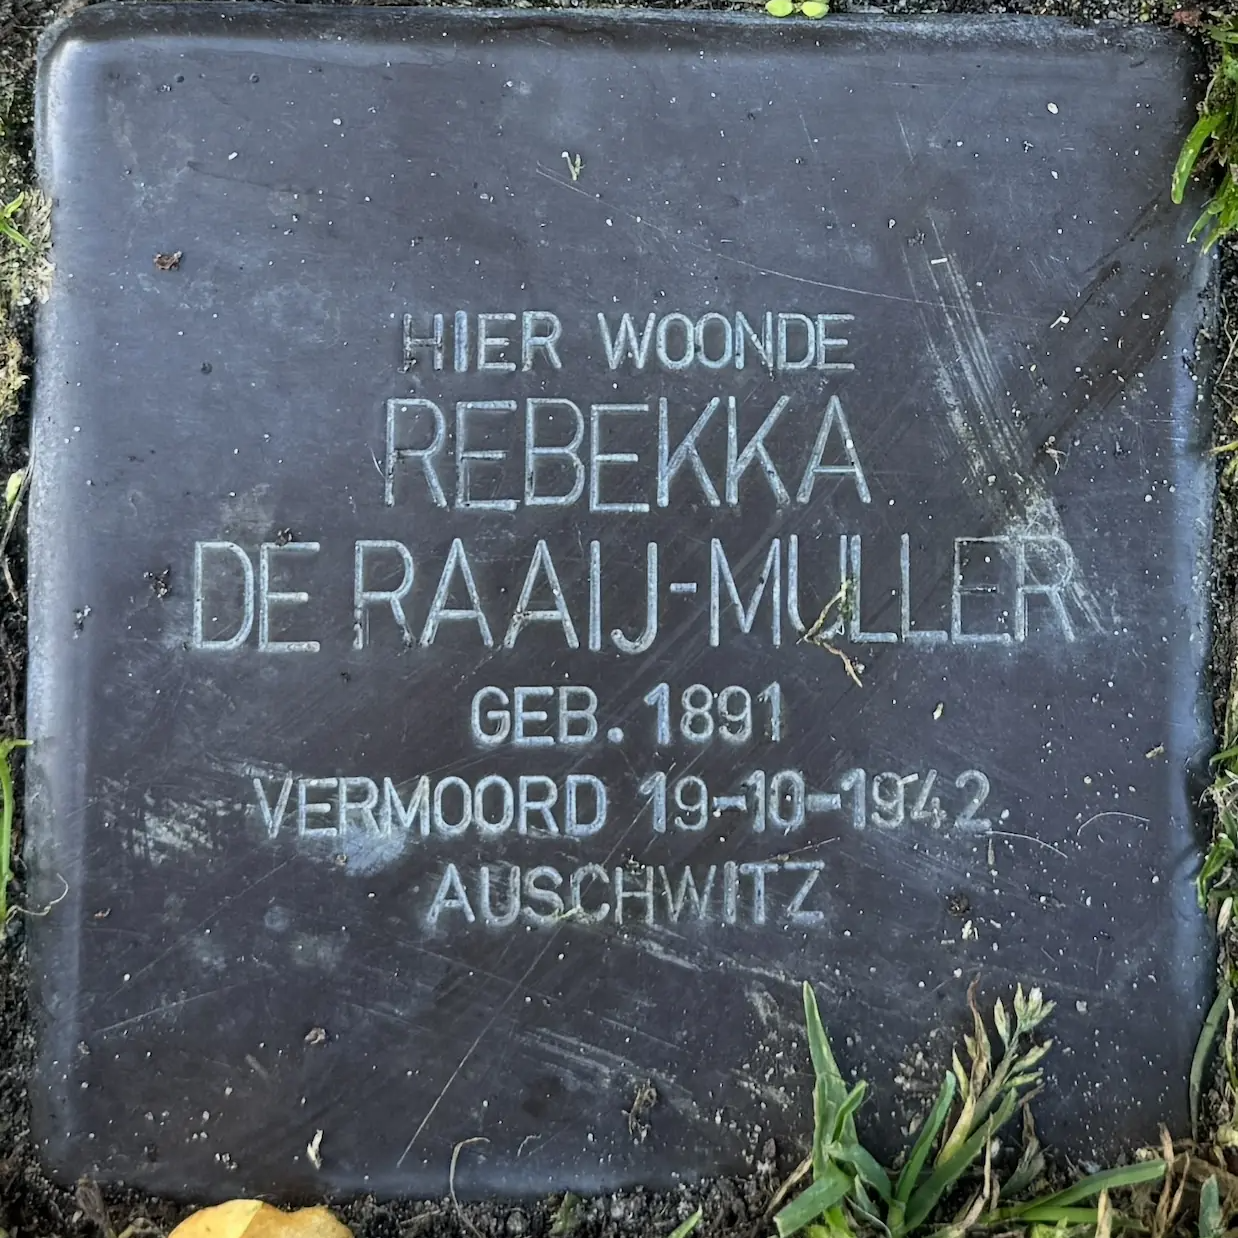 HIER WOONDE
REBEKKA
DE RAAIJ-MULLER
GEB. 1891
VERMOORD 19-10-1942.
AUSCHWITZ